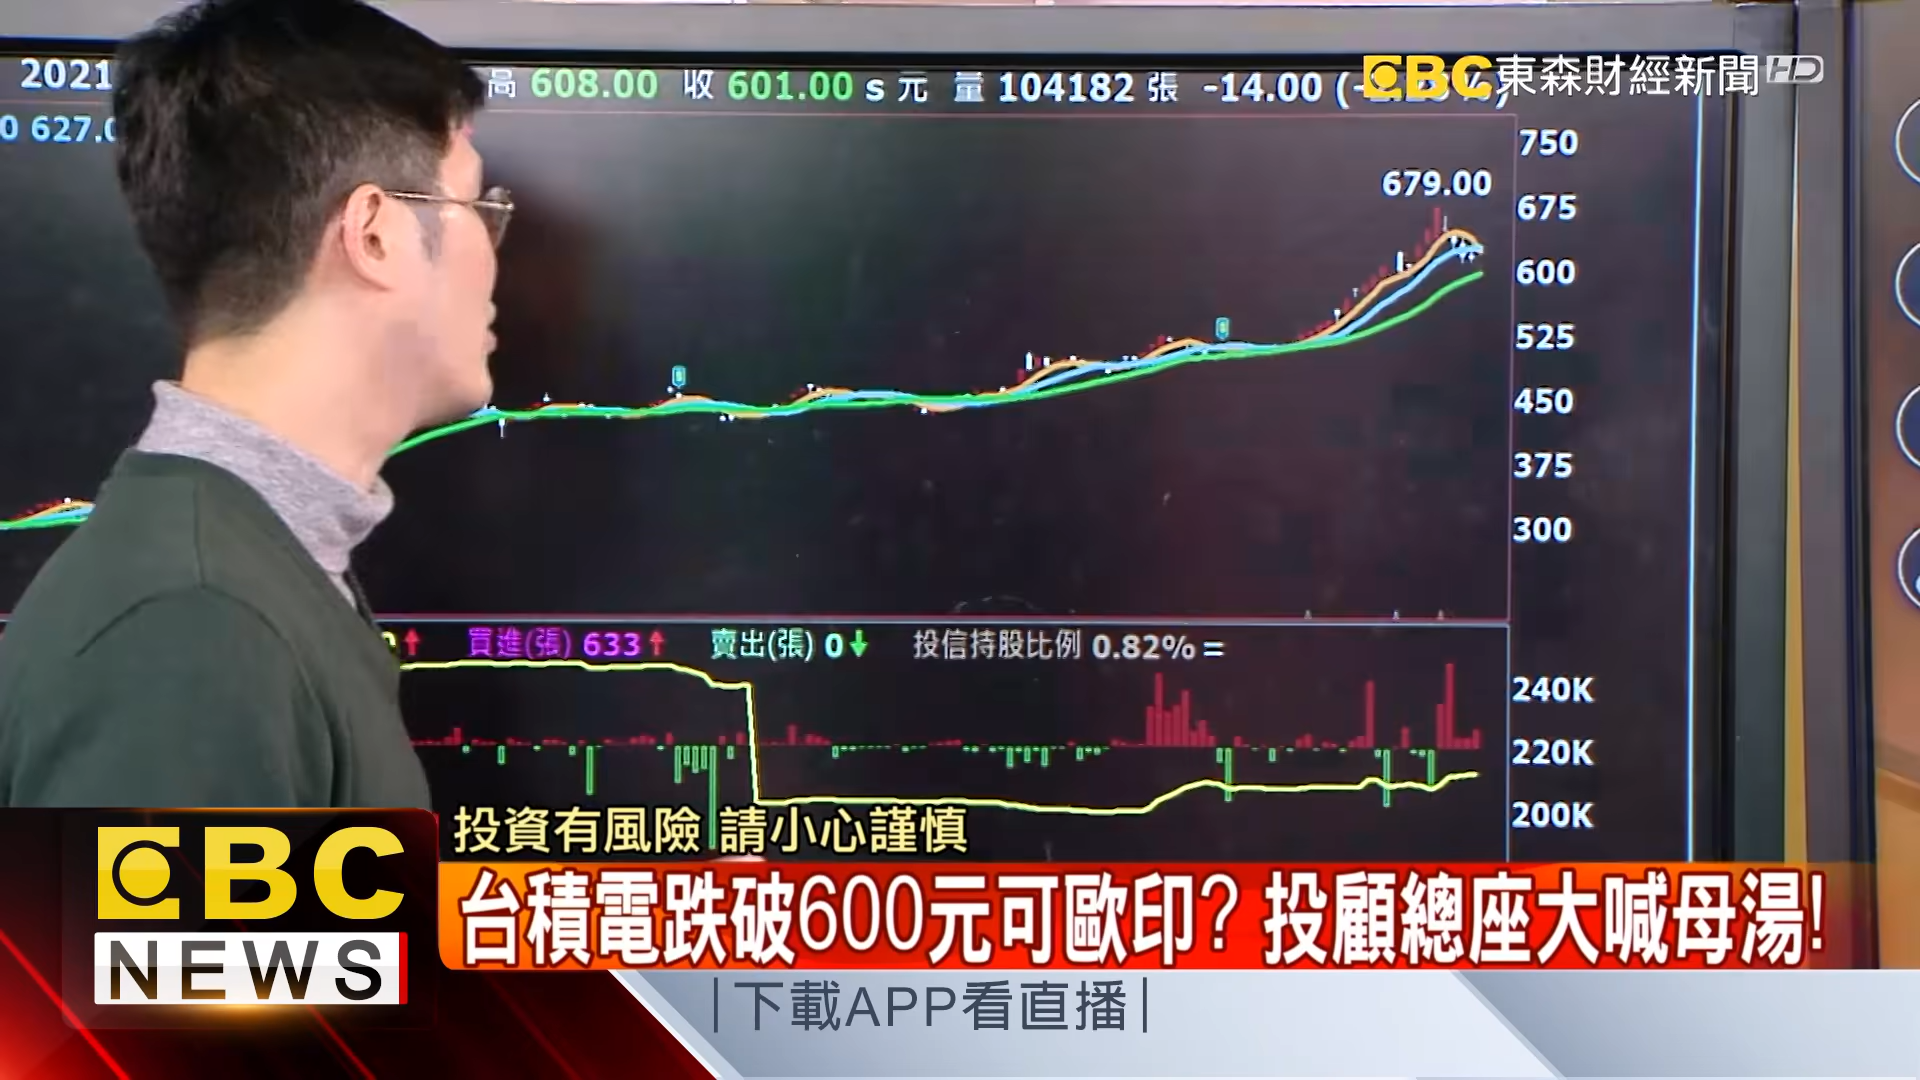 2021
高 608.00 收 601.00 s 元 量 104182 張 -14.00
EBC 東森財經新聞 HD
0 627.0
750
679.00
675
600
525
450
375
300
買進(張) 633↑ 賣出(張) 0↓ 投信持股比例 0.82% =
240K
220K
200K
投資有風險 請小心謹慎
EBC
NEWS
台積電跌破600元可歐印? 投顧總座大喊母湯!
|下載APP看直播|